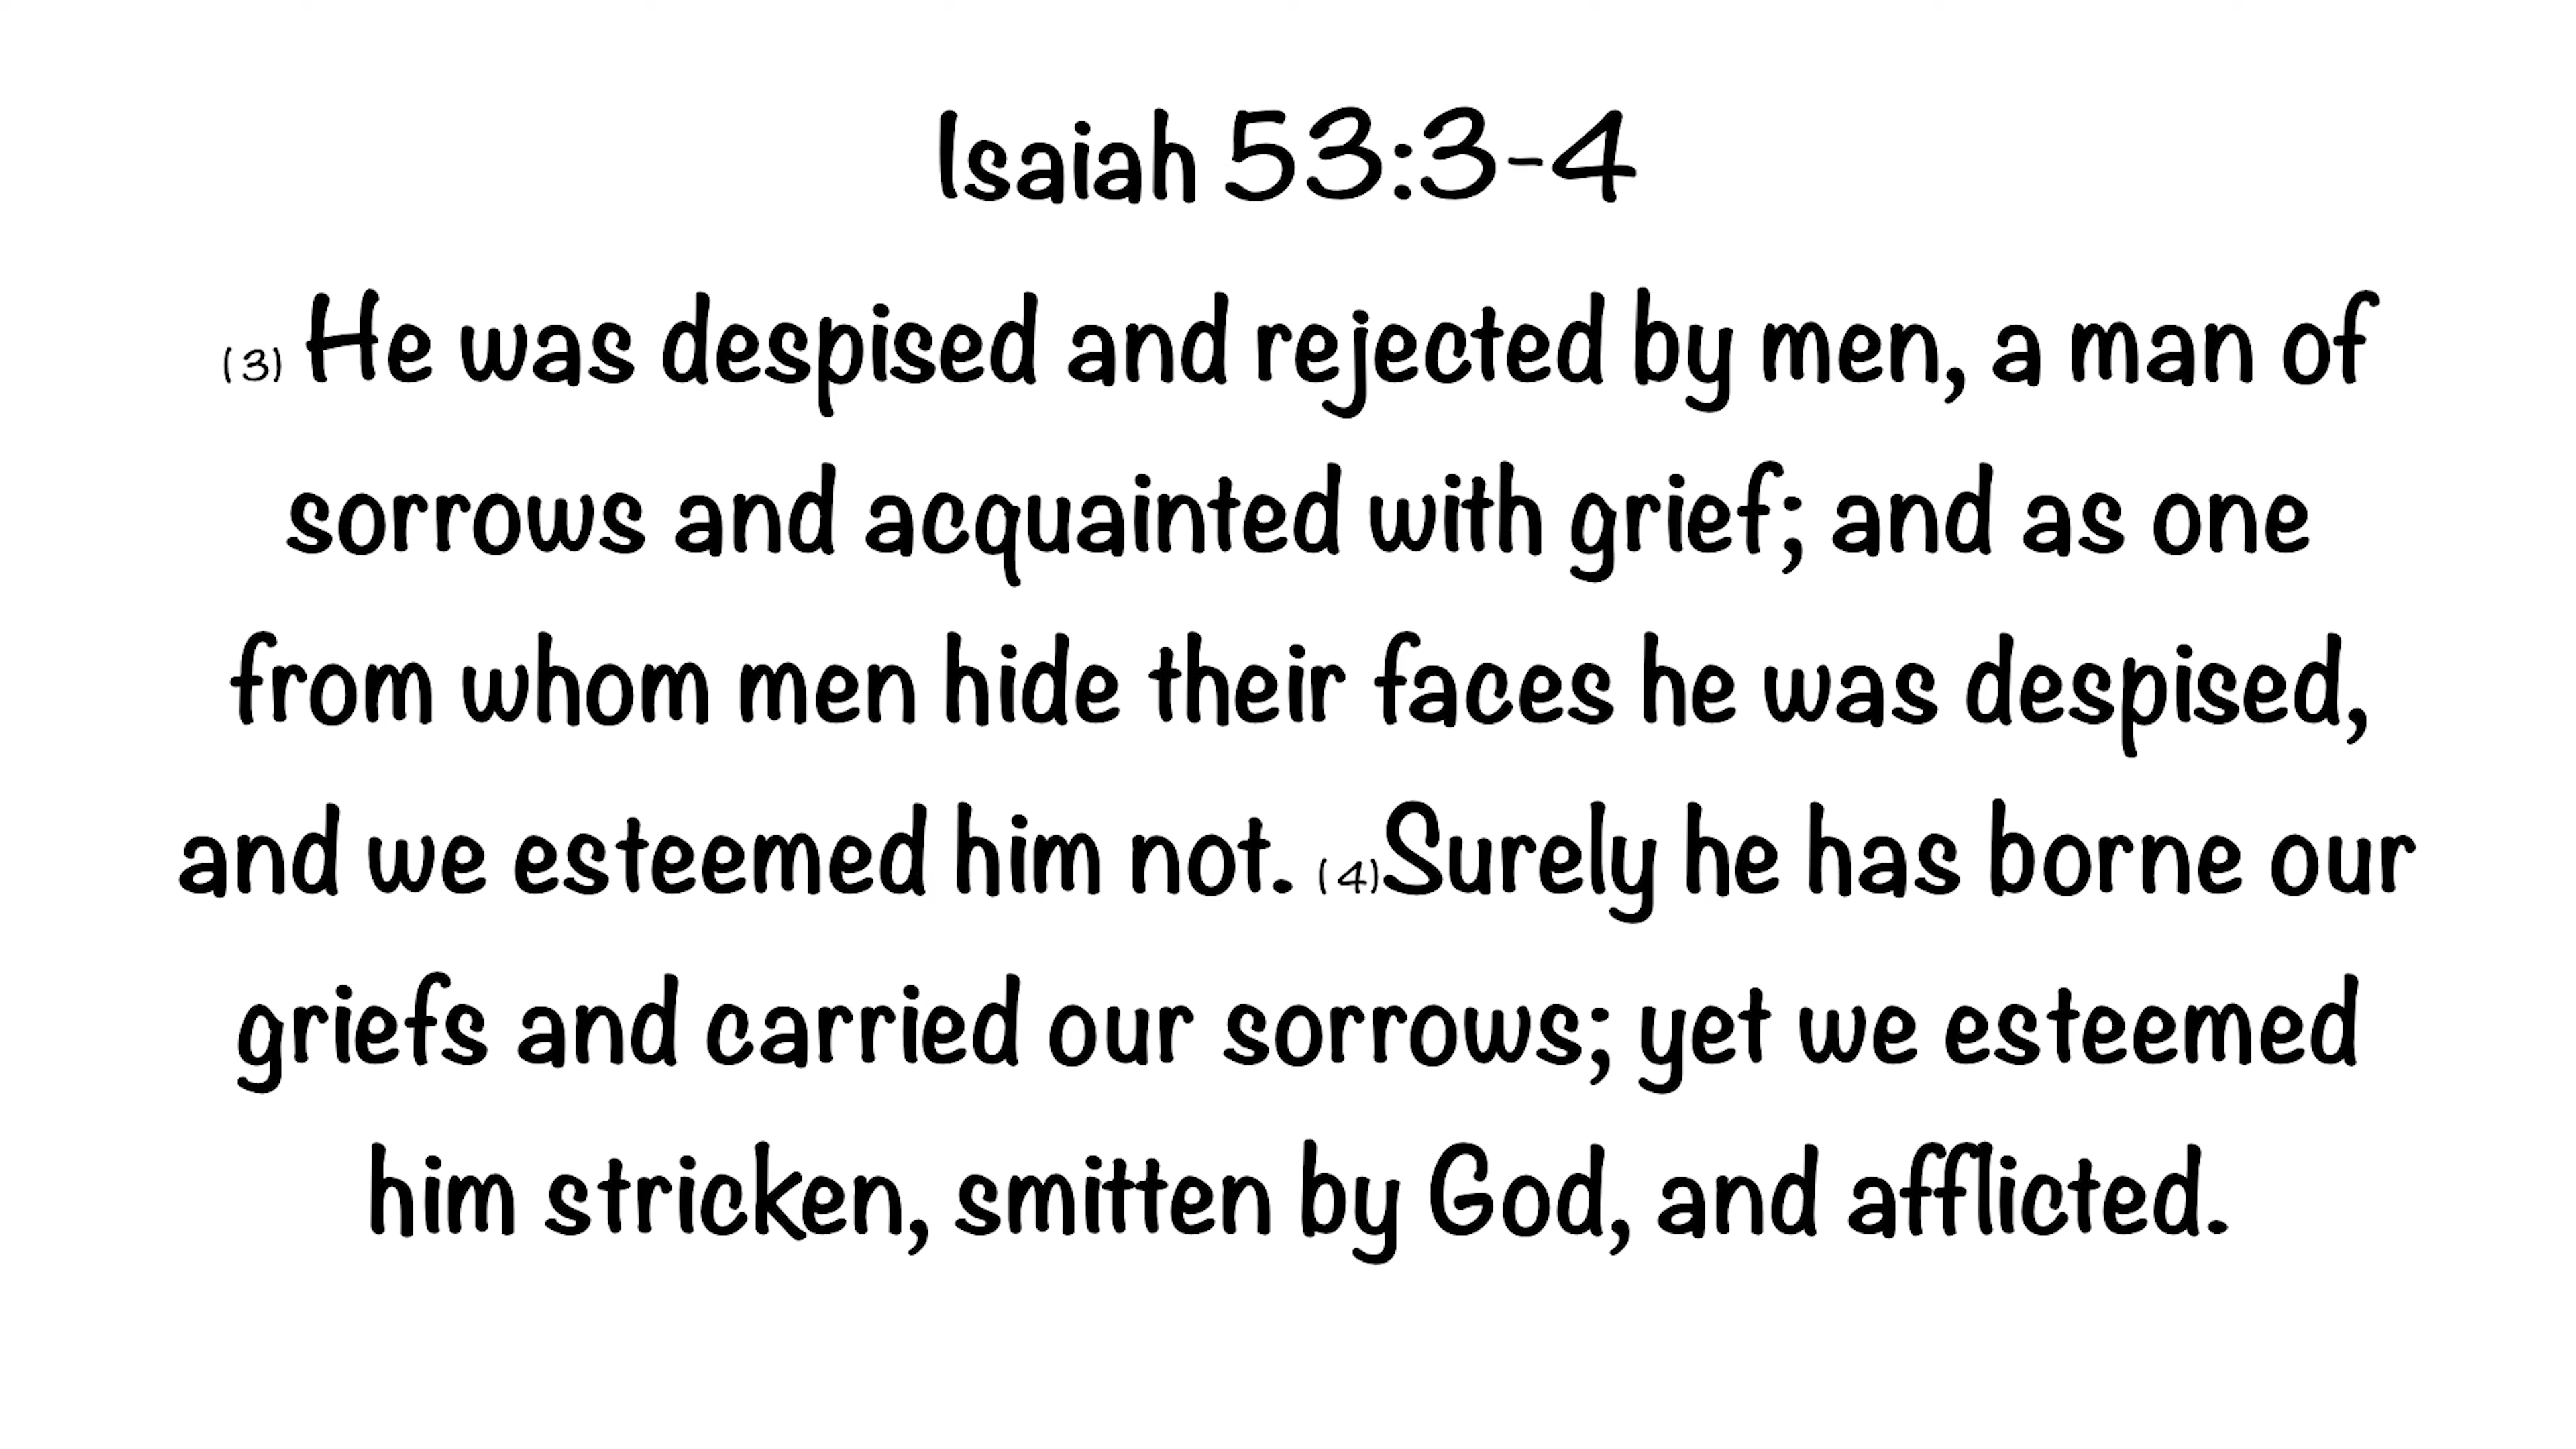 Isaiah 53:3-4
(3) He was despised and rejected by men, a man of
sorrows and acquainted with grief; and as one
from whom men hide their faces he was despised,
and we esteemed him not. (4)Surely he has borne our
griefs and carried our sorrows; yet we esteemed
him stricken, smitten by God, and afflicted.